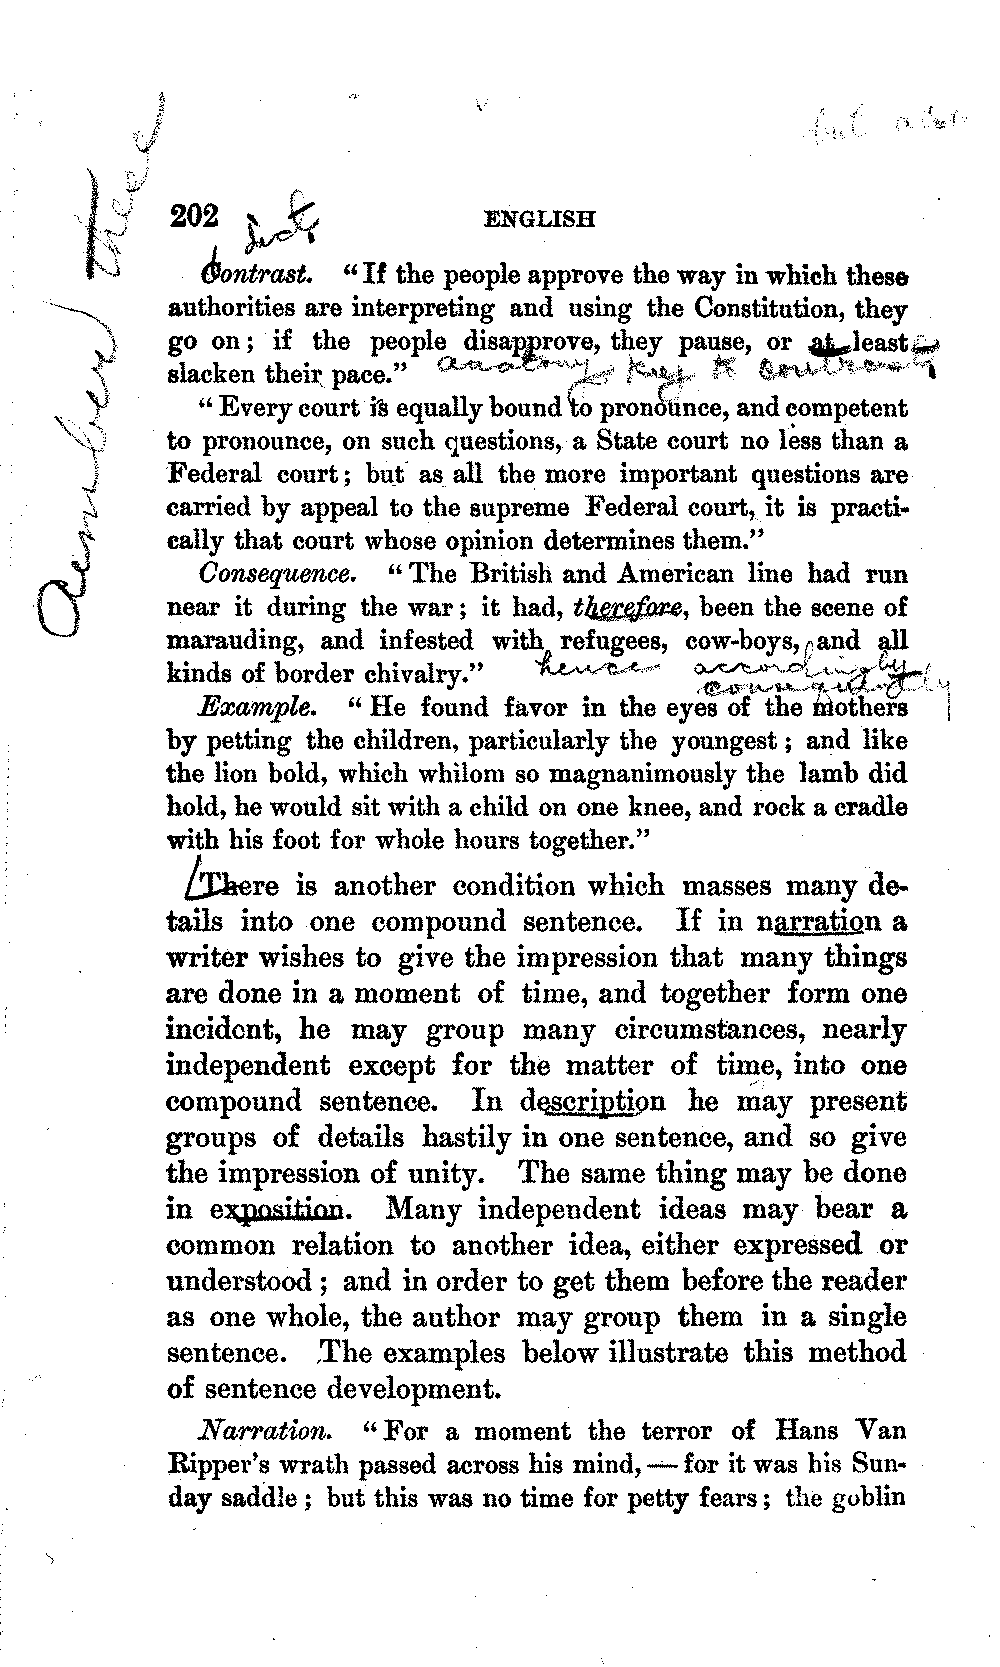 but also
202 ENGLISH
Contrast. "If the people approve the way in which these
authorities are interpreting and using the Constitution, they
go on; if the people disapprove, they pause, or at least
slacken their pace."
key to contrast
"Every court is equally bound to pronounce, and competent
to pronounce, on such questions, a State court no less than a
Federal court; but as all the more important questions are
carried by appeal to the supreme Federal court, it is practi-
cally that court whose opinion determines them."
Consequence. "The British and American line had run
near it during the war; it had, therefore, been the scene of
marauding, and infested with refugees, cow-boys, and all
kinds of border chivalry."
hence accordingly
consequently
Example. "He found favor in the eyes of the mothers
by petting the children, particularly the youngest; and like
the lion bold, which whilom so magnanimously the lamb did
hold, he would sit with a child on one knee, and rock a cradle
with his foot for whole hours together."
There is another condition which masses many de-
tails into one compound sentence. If in narration a
writer wishes to give the impression that many things
are done in a moment of time, and together form one
incident, he may group many circumstances, nearly
independent except for the matter of time, into one
compound sentence. In description he may present
groups of details hastily in one sentence, and so give
the impression of unity. The same thing may be done
in exposition. Many independent ideas may bear a
common relation to another idea, either expressed or
understood; and in order to get them before the reader
as one whole, the author may group them in a single
sentence. The examples below illustrate this method
of sentence development.
Narration. "For a moment the terror of Hans Van
Ripper's wrath passed across his mind,—for it was his Sun-
day saddle; but this was no time for petty fears; the goblin